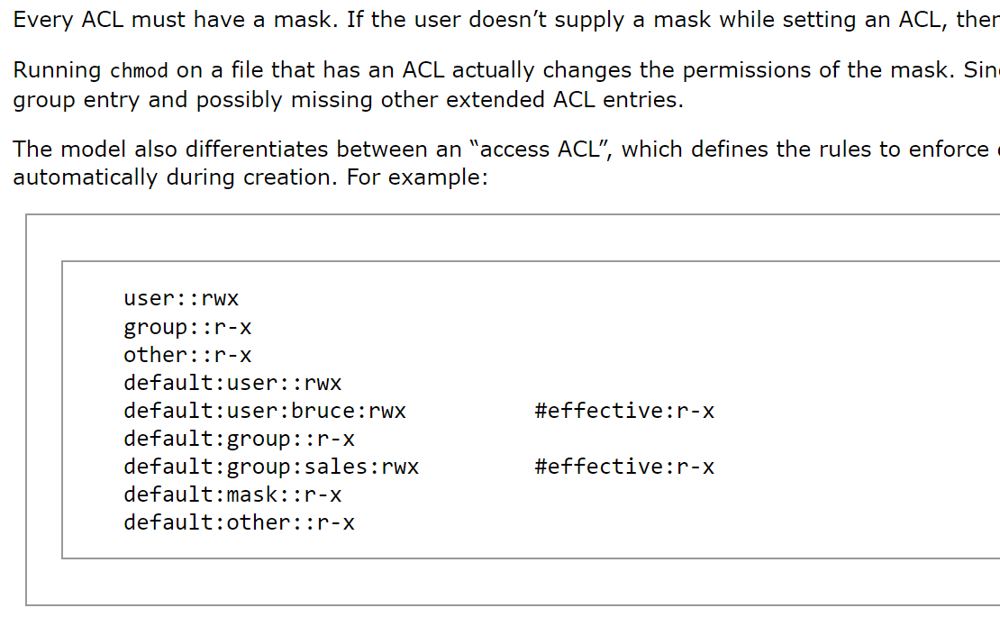 Every ACL must have a mask. If the user doesn’t supply a mask while setting an ACL, then
Running chmod on a file that has an ACL actually changes the permissions of the mask. Sin
group entry and possibly missing other extended ACL entries.
The model also differentiates between an “access ACL”, which defines the rules to enforce
automatically during creation. For example:
user::rwx
group::r-x
other::r-x
default:user::rwx
default:user:bruce:rwx #effective:r-x
default:group::r-x
default:group:sales:rwx #effective:r-x
default:mask::r-x
default:other::r-x